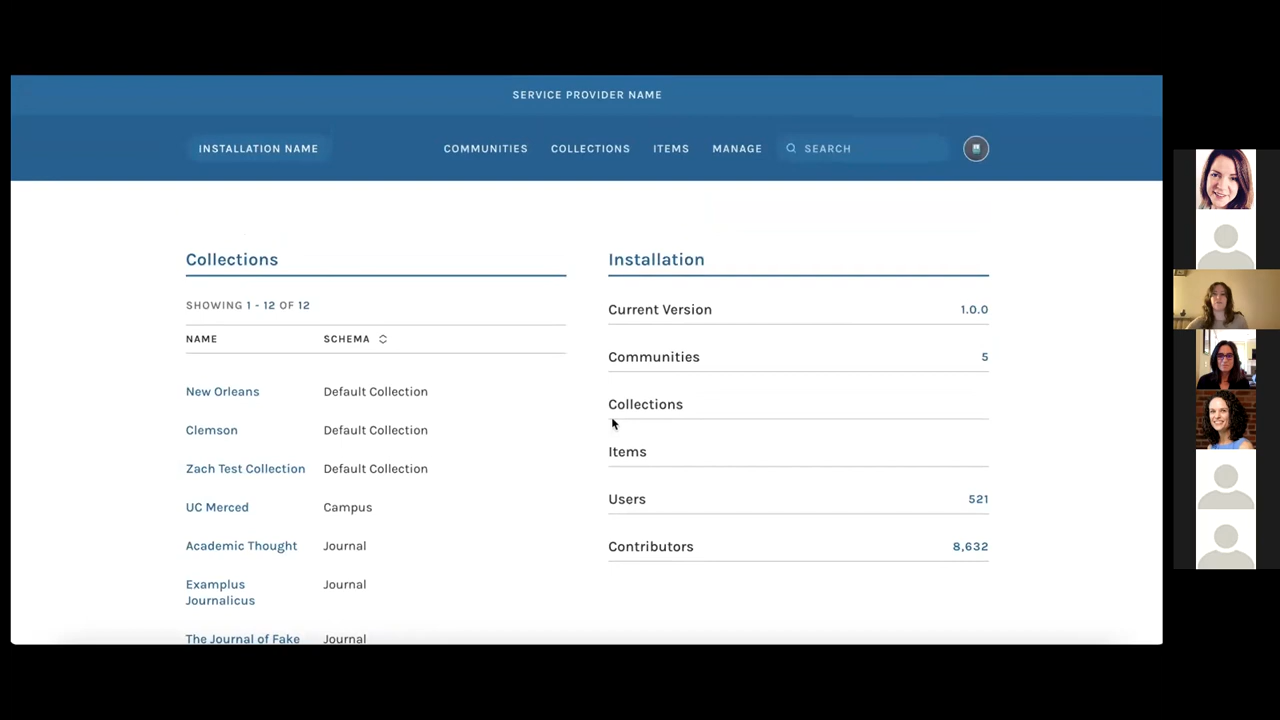 SERVICE PROVIDER NAME
INSTALLATION NAME
COMMUNITIES
COLLECTIONS
ITEMS
MANAGE
SEARCH
Collections
SHOWING 1 - 12 OF 12
NAME
SCHEMA
New Orleans
Default Collection
Clemson
Default Collection
Zach Test Collection
Default Collection
UC Merced
Campus
Academic Thought
Journal
Examplus
Journalicus
Journal
The Journal of Fake
Journal
Installation
Current Version
1.0.0
Communities
5
Collections
Items
Users
521
Contributors
8,632